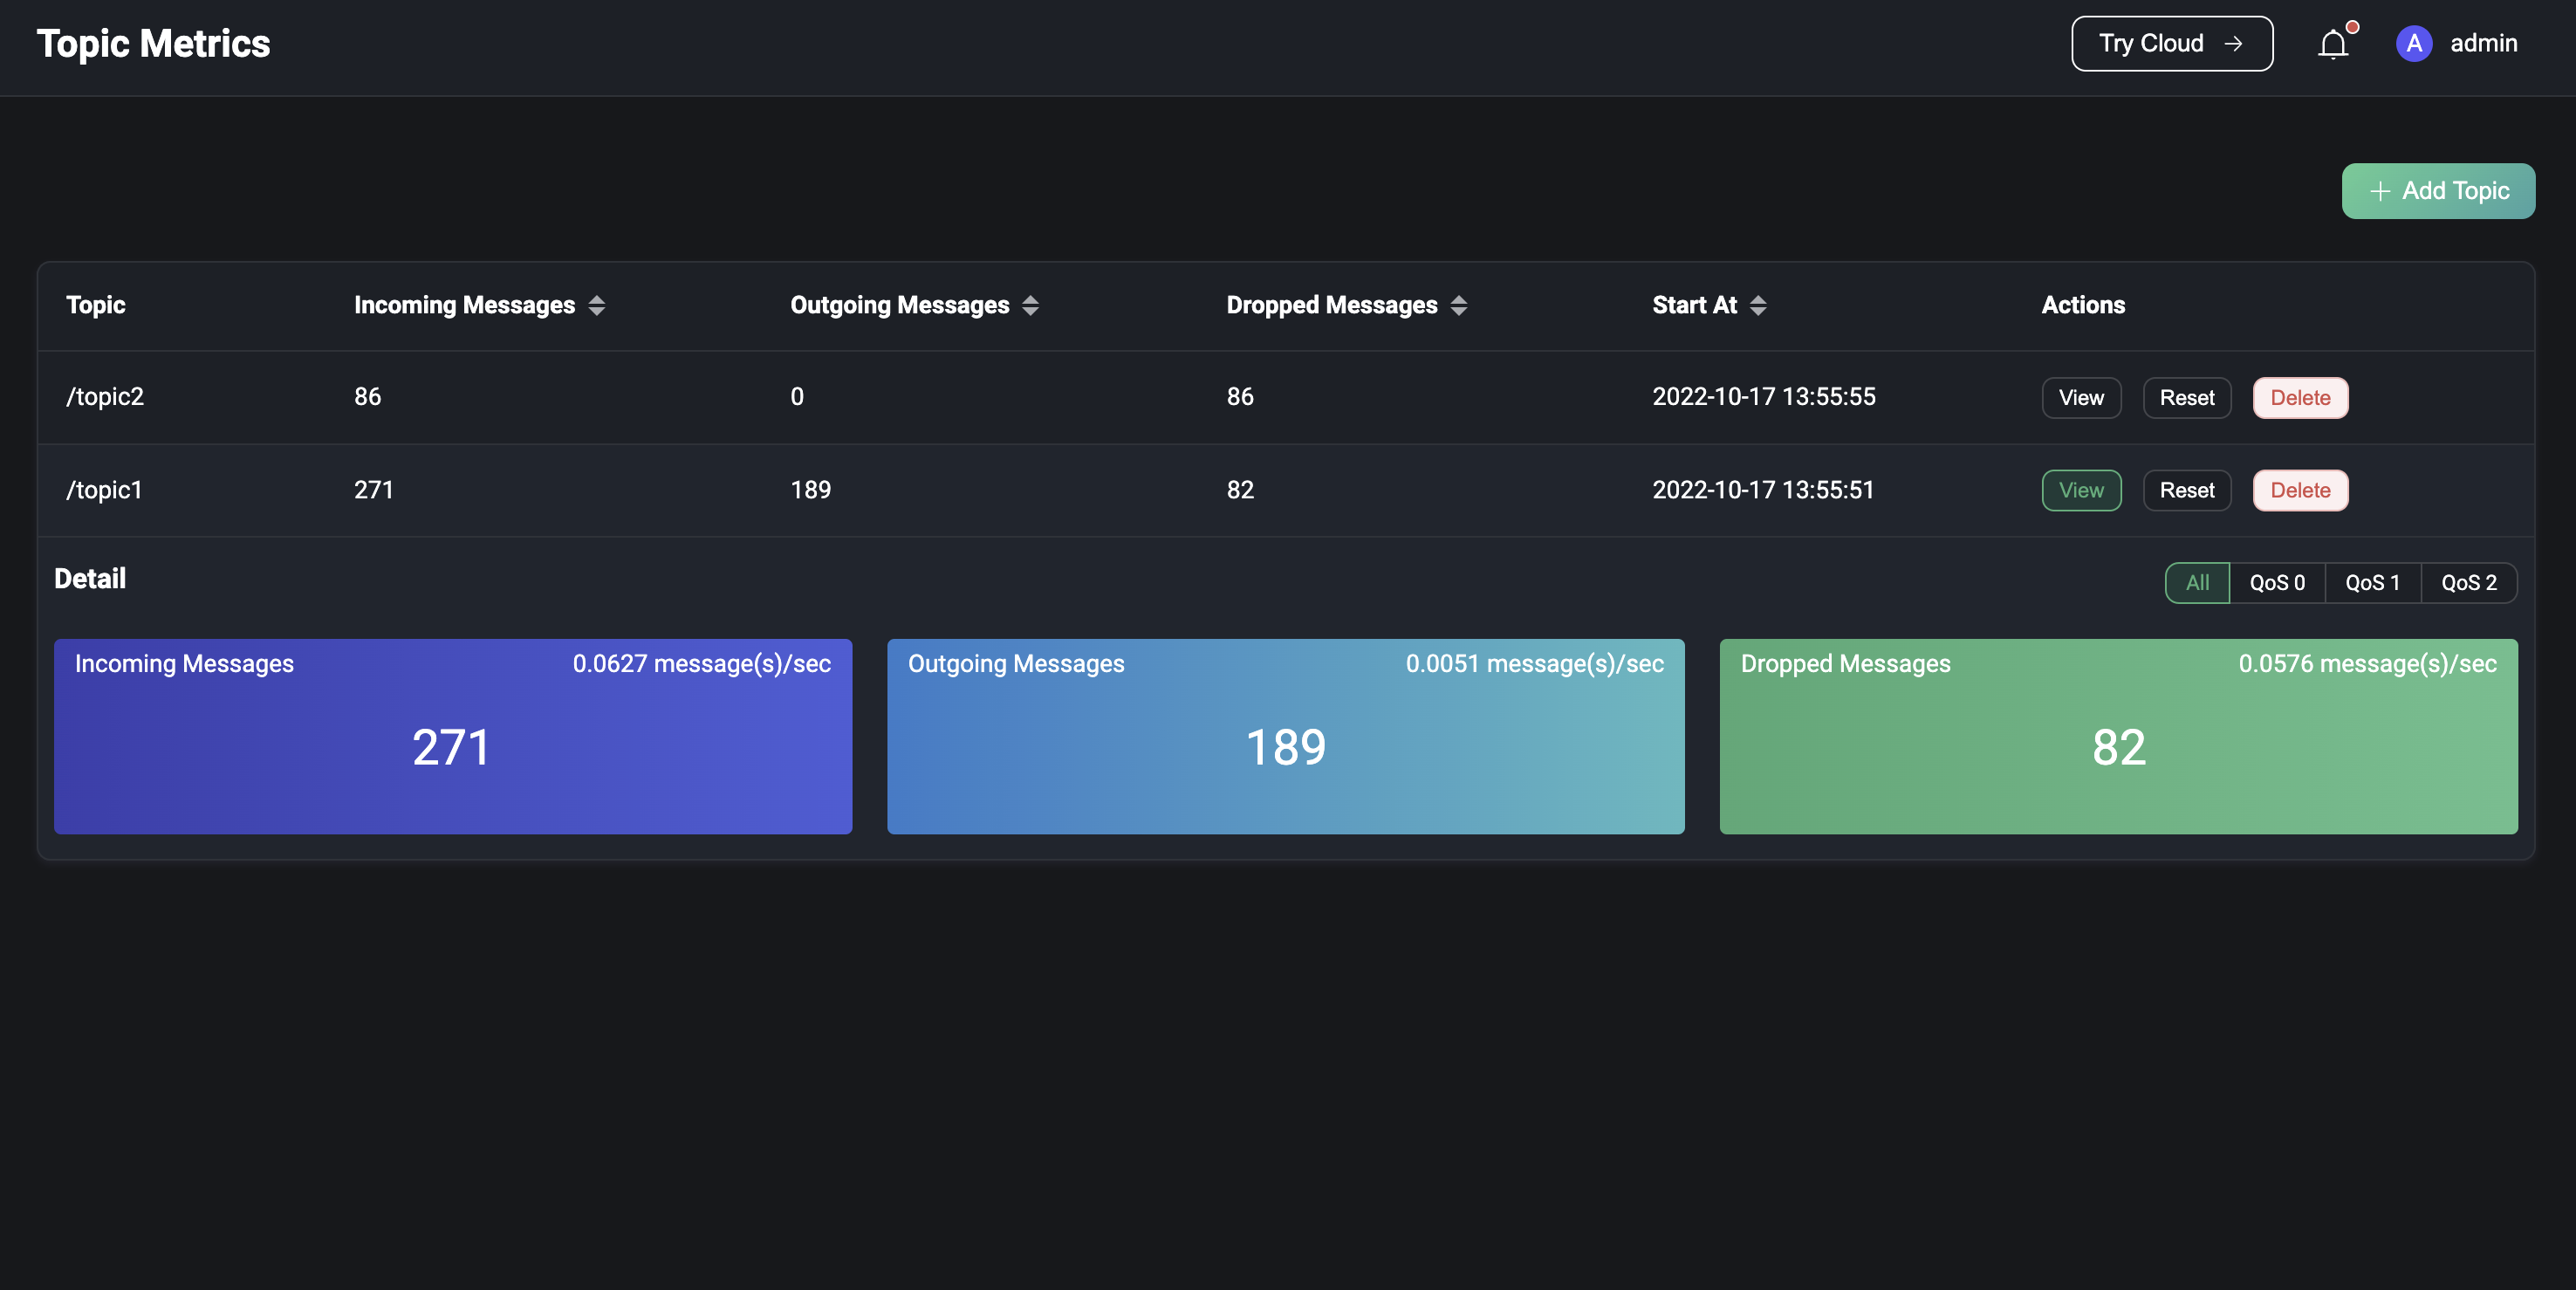 Topic Metrics
Try Cloud →
A admin
+ Add Topic
Topic Incoming Messages Outgoing Messages Dropped Messages Start At Actions
/topic2 86 0 86 2022-10-17 13:55:55 View Reset Delete
/topic1 271 189 82 2022-10-17 13:55:51 View Reset Delete
Detail All QoS 0 QoS 1 QoS 2
Incoming Messages 0.0627 message(s)/sec Outgoing Messages 0.0051 message(s)/sec Dropped Messages 0.0576 message(s)/sec
271 189 82